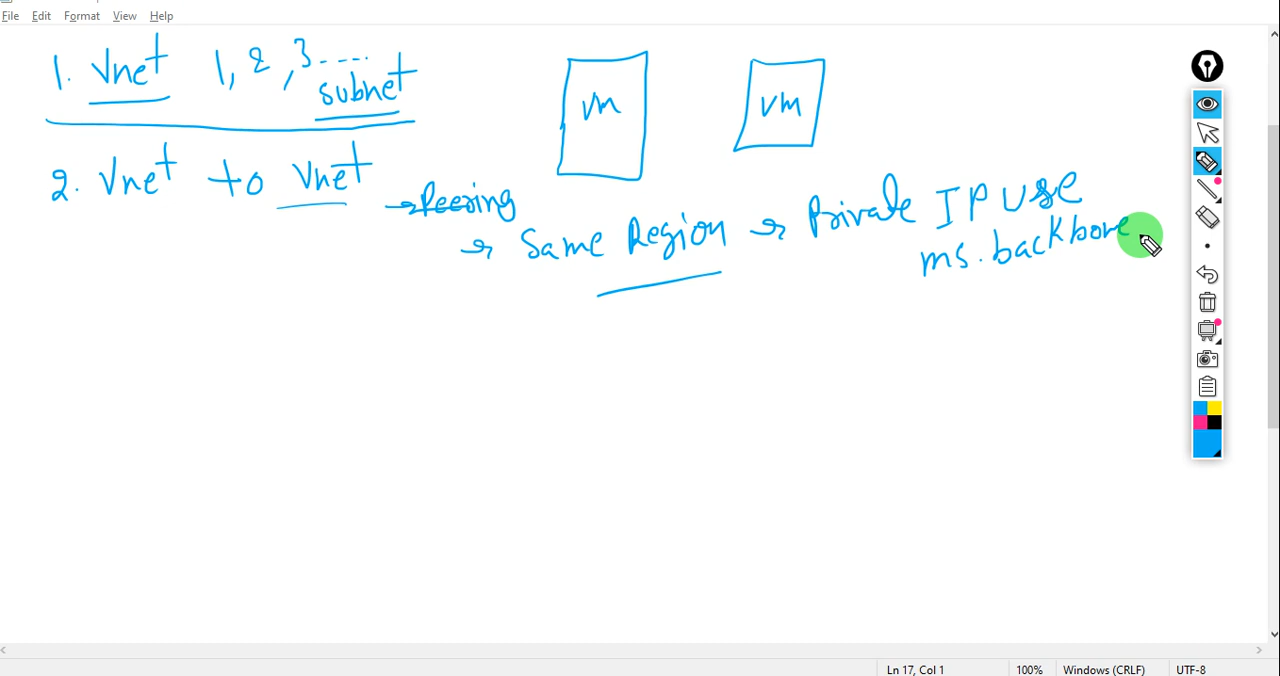 File Edit Format View Help
1. Vnet 1, 2, 3.....
subnet
vm
vm
2. Vnet to Vnet
→ Peering
→ Same Region → Private IP use
ms. backbone
Ln 17, Col 1 100% Windows (CRLF) UTF-8